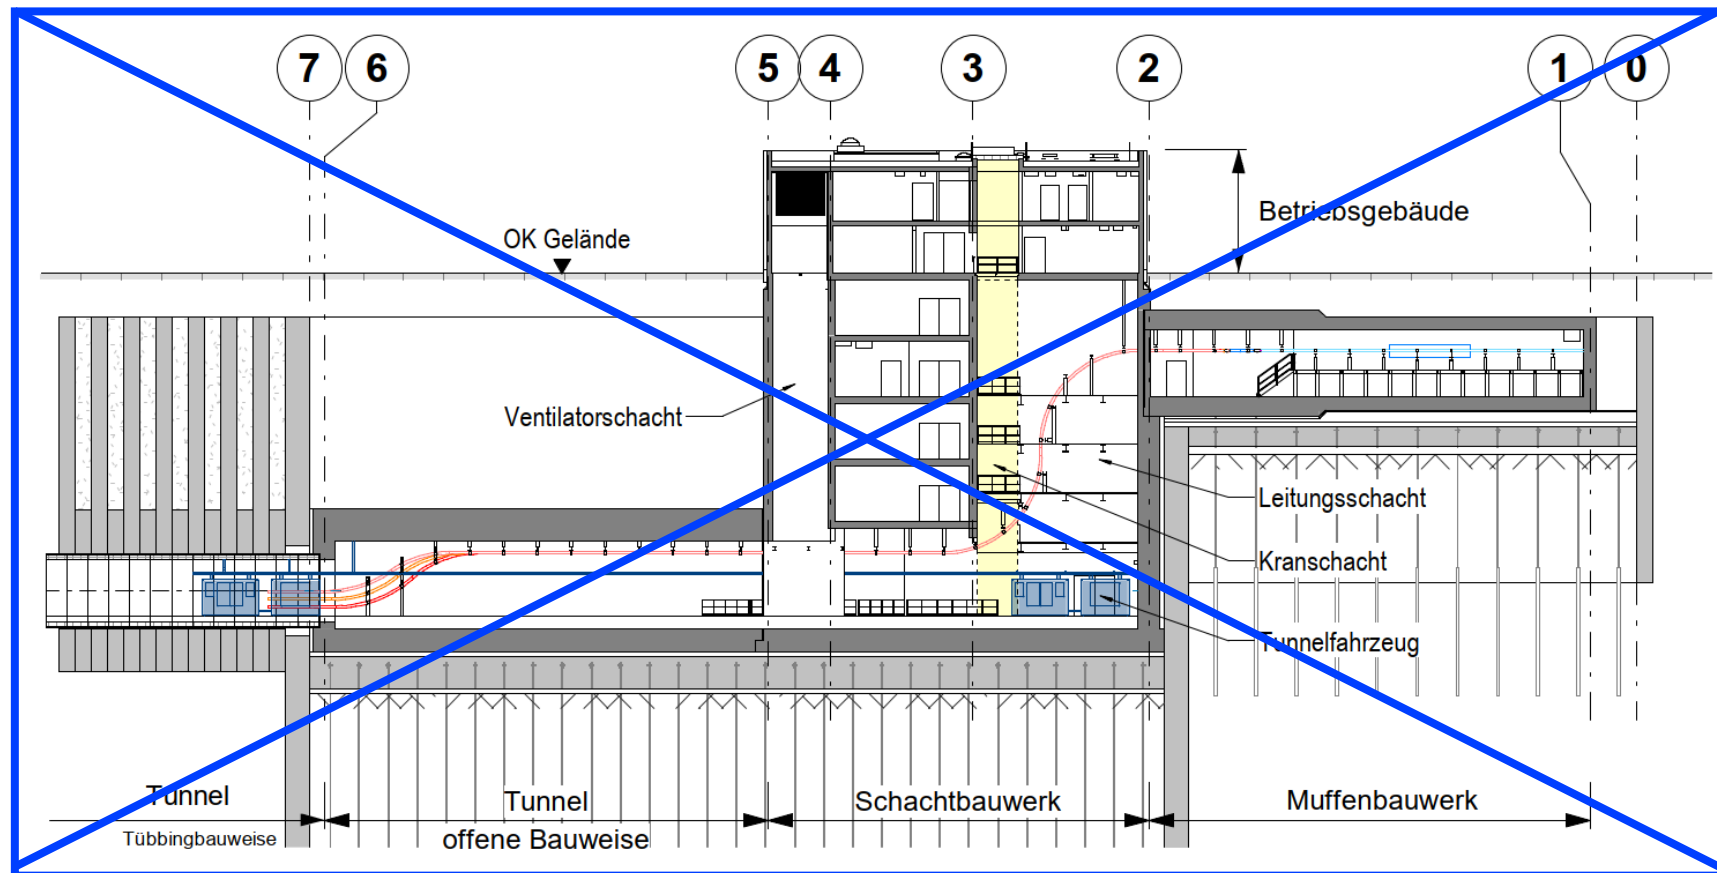 7 6 5 4 3 2 1 0
Betriebsgebäude
OK Gelände
Ventilatorschacht
Leitungsschacht
Kranschacht
Tunnelfahrzeug
Tunnel
Tübbingbauweise
Tunnel
offene Bauweise
Schachtbauwerk
Muffenbauwerk